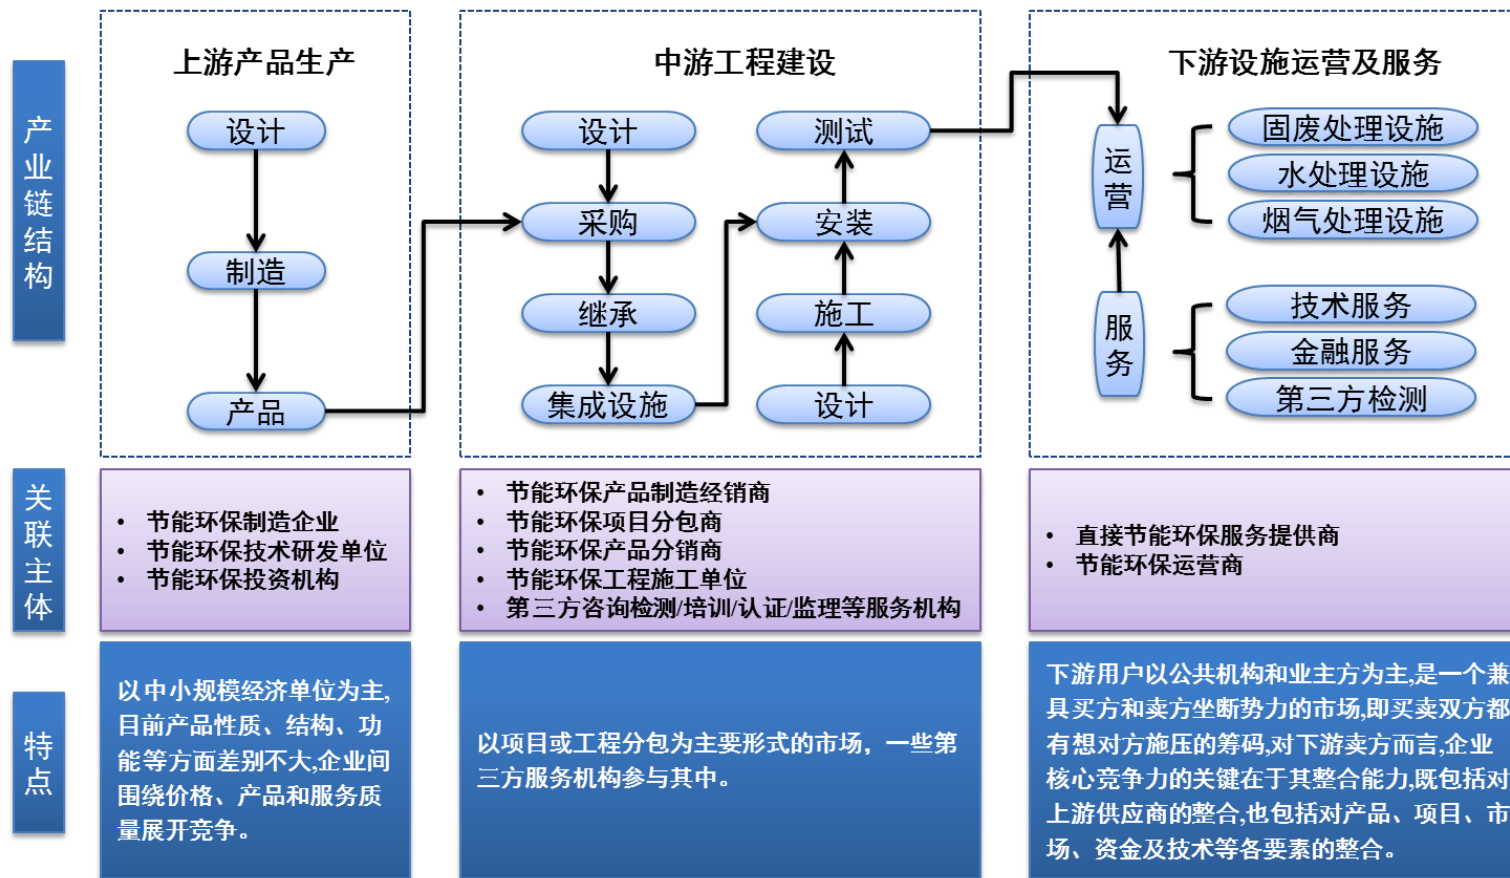 产业链结构
上游产品生产
设计
制造
产品
中游工程建设
设计
采购
继承
集成设施
测试
安装
施工
设计
下游设施运营及服务
运营
固废处理设施
水处理设施
烟气处理设施
服务
技术服务
金融服务
第三方检测
关联主体
• 节能环保制造企业
• 节能环保技术研发单位
• 节能环保投资机构
• 节能环保产品制造经销商
• 节能环保项目分包商
• 节能环保产品分销商
• 节能环保工程施工单位
• 第三方咨询检测/培训/认证/监理等服务机构
• 直接节能环保服务提供商
• 节能环保运营商
特点
以中小规模经济单位为主,
目前产品性质、结构、功
能等方面差别不大,企业间
围绕价格、产品和服务质
量展开竞争。
以项目或工程分包为主要形式的市场，一些第
三方服务机构参与其中。
下游用户以公共机构和业主方为主,是一个兼
具买方和卖方坐断势力的市场,即买卖双方都
有想对方施压的筹码,对下游卖方而言,企业
核心竞争力的关键在于其整合能力,既包括对
上游供应商的整合,也包括对产品、项目、市
场、资金及技术等各要素的整合。